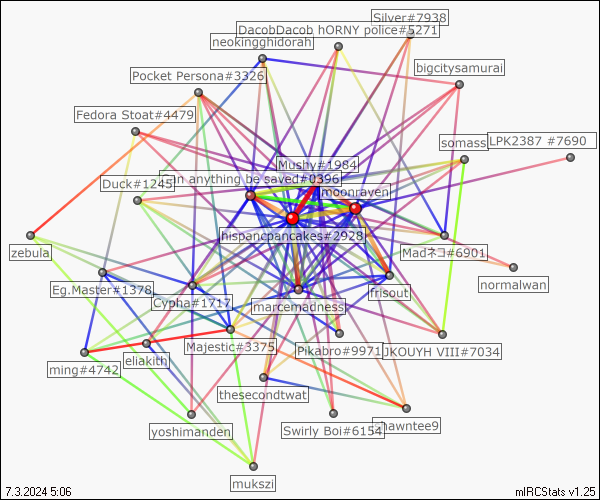 Silver#7938
DacobDacob hORNY police#5271
neokingghidorah
bigcitysamurai
Pocket Persona#3326
Fedora Stoat#4479
somass
LPK2387 #7690
Mushy#1984
an anything be saved#0396
Duck#1245
moonraven
hispancpancakes#2928
Madネコ#6901
zebula
normalwan
Eg.Master#1378
Cypha#1717
marcemadness
frisout
Majestic#3375
Pikabro#9971
JKOUYH VIII#7034
eliakith
ming#4742
thesecondtwat
yoshimanden
Swirly Boi#6154
shawntee9
mukszi
7.3.2024 5:06
mIRCStats v1.25